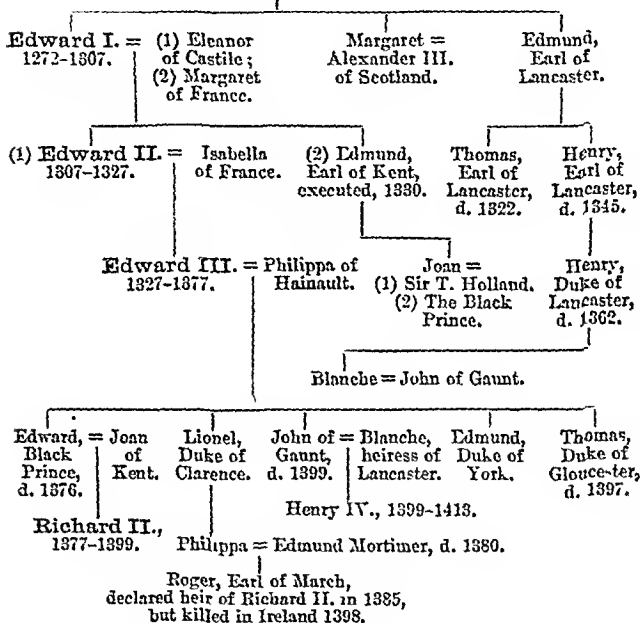 Edward I. = (1) Eleanor of Castile; (2) Margaret of France.
1272-1307.
Margaret =
Alexander III.
of Scotland.
Edmund,
Earl of
Lancaster.
(1) Edward II. = Isabella of France.
1307-1327.
(2) Edmund,
Earl of Kent,
executed, 1330.
Thomas,
Earl of
Lancaster,
d. 1322.
Henry,
Earl of
Lancaster,
d. 1345.
Edward III. = Philippa of Hainault.
1327-1377.
Joan =
(1) Sir T. Holland.
(2) The Black
Prince.
Henry,
Duke of
Lancaster,
d. 1362.
Blanche = John of Gaunt.
Edward, = Joan
Black of
Prince, Kent.
d. 1376.
Lionel,
Duke of
Clarence.
John of = Blanche,
Gaunt, heiress of
d. 1399. Lancaster.
Edmund,
Duke of
York.
Thomas,
Duke of
Gloucester,
d. 1397.
Richard II.,
1377-1399.
Henry IV., 1399-1413.
Philippa = Edmund Mortimer, d. 1380.
Roger, Earl of March,
declared heir of Richard II. in 1385,
but killed in Ireland 1398.